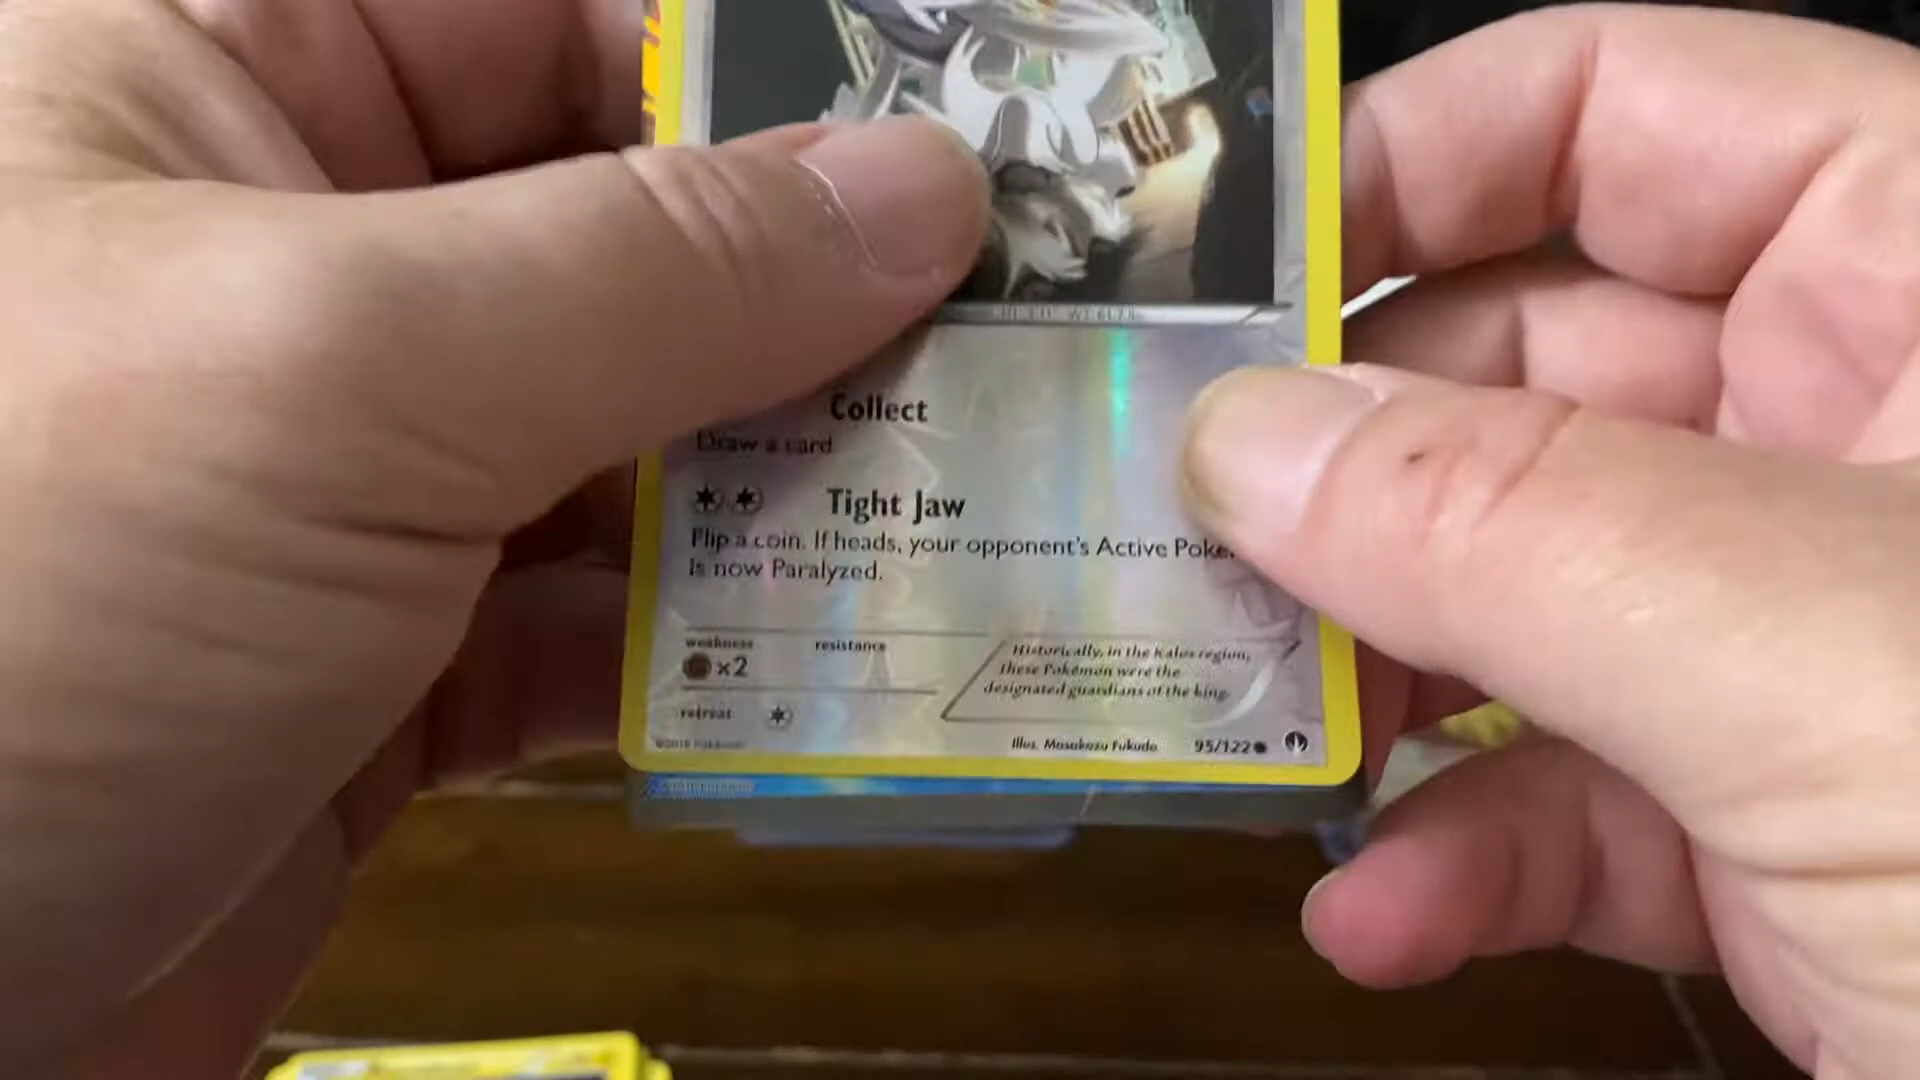 Collect
Draw a card
Tight Jaw
Flip a coin. If heads, your opponent's Active Poke
is now Paralyzed.
weakness resistance
x2
retreat
Historically, in the Kalos region,
these Pokémon were the
designated guardians of the king.
Illus. Masakazu Fukuda 95/122